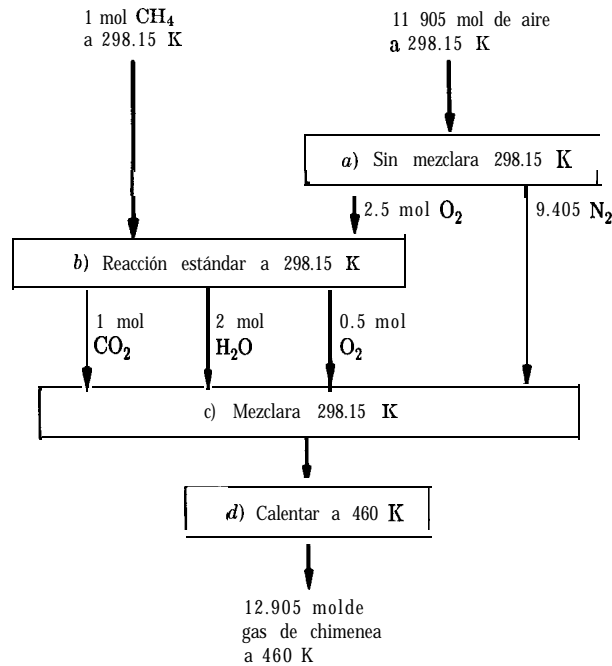 1 mol CH₄
a 298.15 K
11 905 mol de aire
a 298.15 K
a) Sin mezclara 298.15 K
2.5 mol O₂
9.405 N₂
b) Reacción estándar a 298.15 K
1 mol
CO₂
2 mol
H₂O
0.5 mol
O₂
c) Mezclara 298.15 K
d) Calentar a 460 K
12.905 molde
gas de chimenea
a 460 K